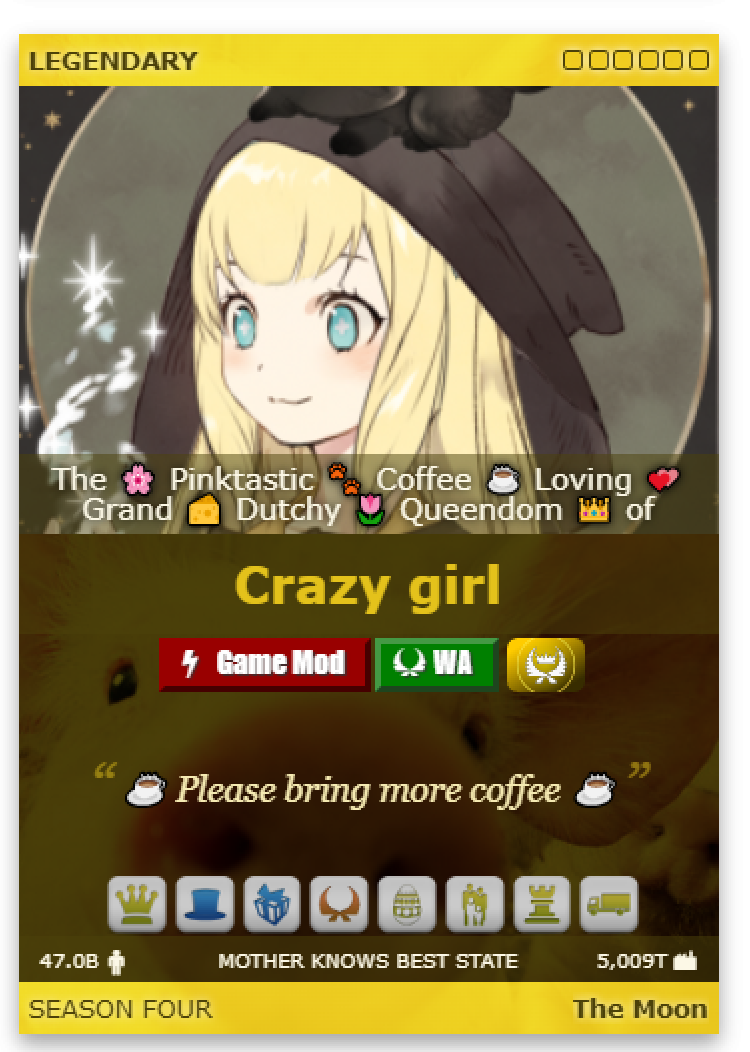 LEGENDARY
The 🌸 Pinktastic 🐾 Coffee ☕ Loving 💕
Grand 🧀 Dutchy 🌷 Queendom 👑 of
Crazy girl
Game Mod WA
“ ☕ Please bring more coffee ☕ ”
47.0B MOTHER KNOWS BEST STATE 5,009T
SEASON FOUR The Moon